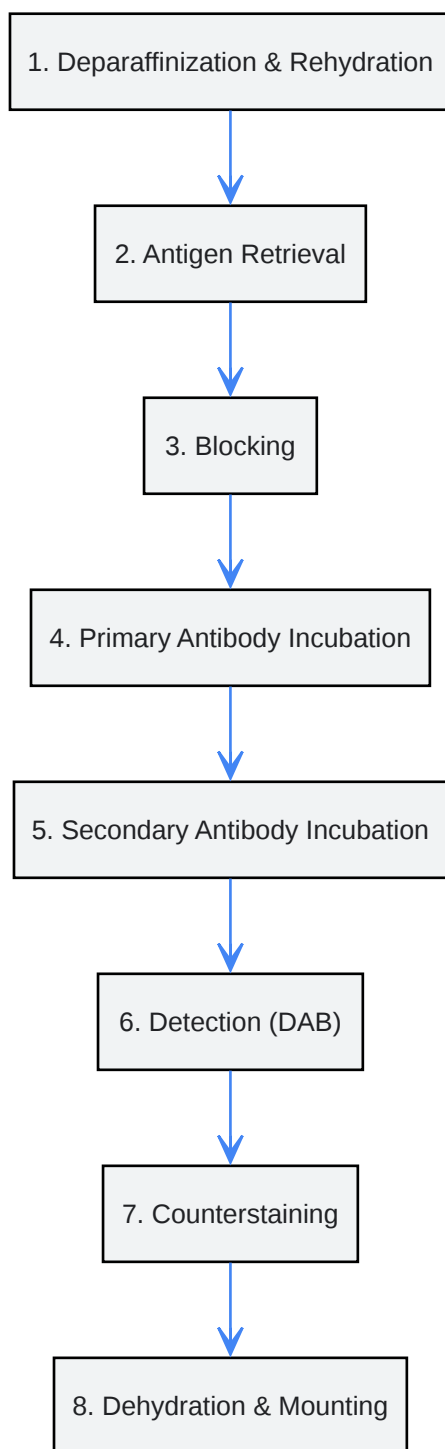 1. Deparaffinization & Rehydration
2. Antigen Retrieval
3. Blocking
4. Primary Antibody Incubation
5. Secondary Antibody Incubation
6. Detection (DAB)
7. Counterstaining
8. Dehydration & Mounting